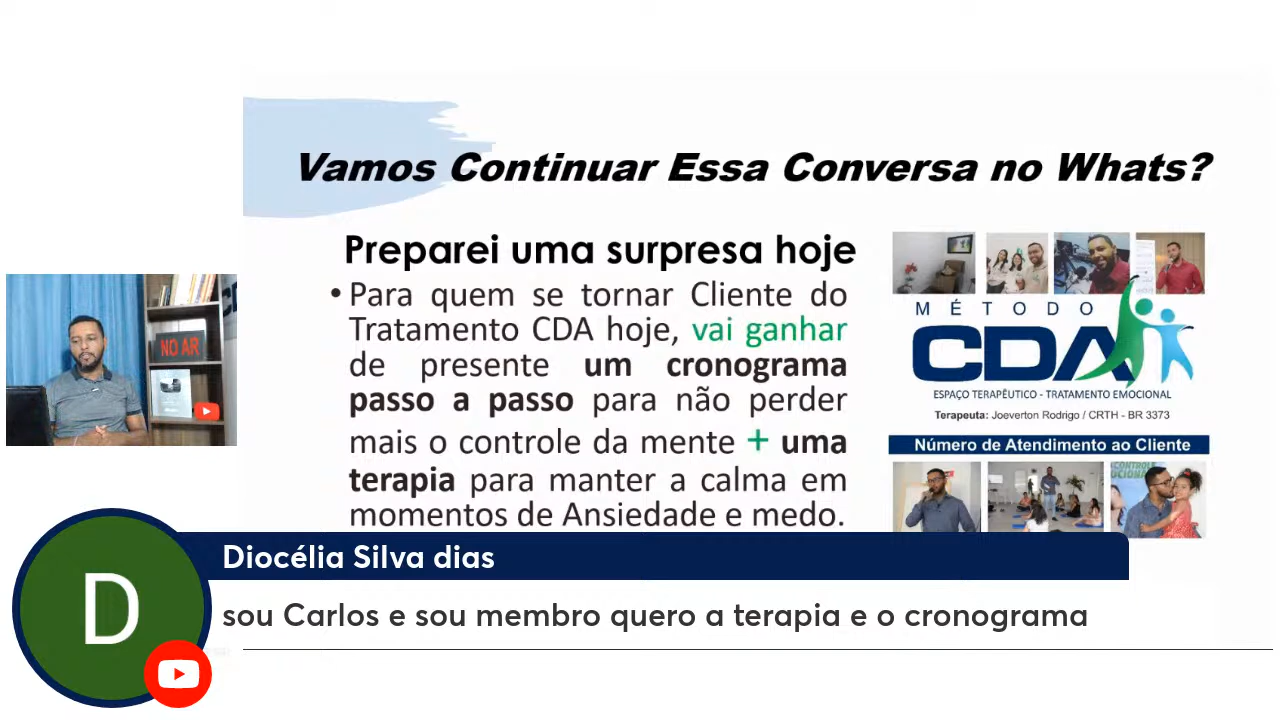 Vamos Continuar Essa Conversa no Whats?
Preparei uma surpresa hoje
• Para quem se tornar Cliente do
Tratamento CDA hoje, vai ganhar
de presente um cronograma
passo a passo para não perder
mais o controle da mente + uma
terapia para manter a calma em
momentos de Ansiedade e medo.
MÉTODO
CDA
ESPAÇO TERAPÊUTICO - TRATAMENTO EMOCIONAL
Terapeuta: Joeverton Rodrigo / CRTH - BR 3373
Número de Atendimento ao Cliente
NO AR
D
Diocélia Silva dias
sou Carlos e sou membro quero a terapia e o cronograma